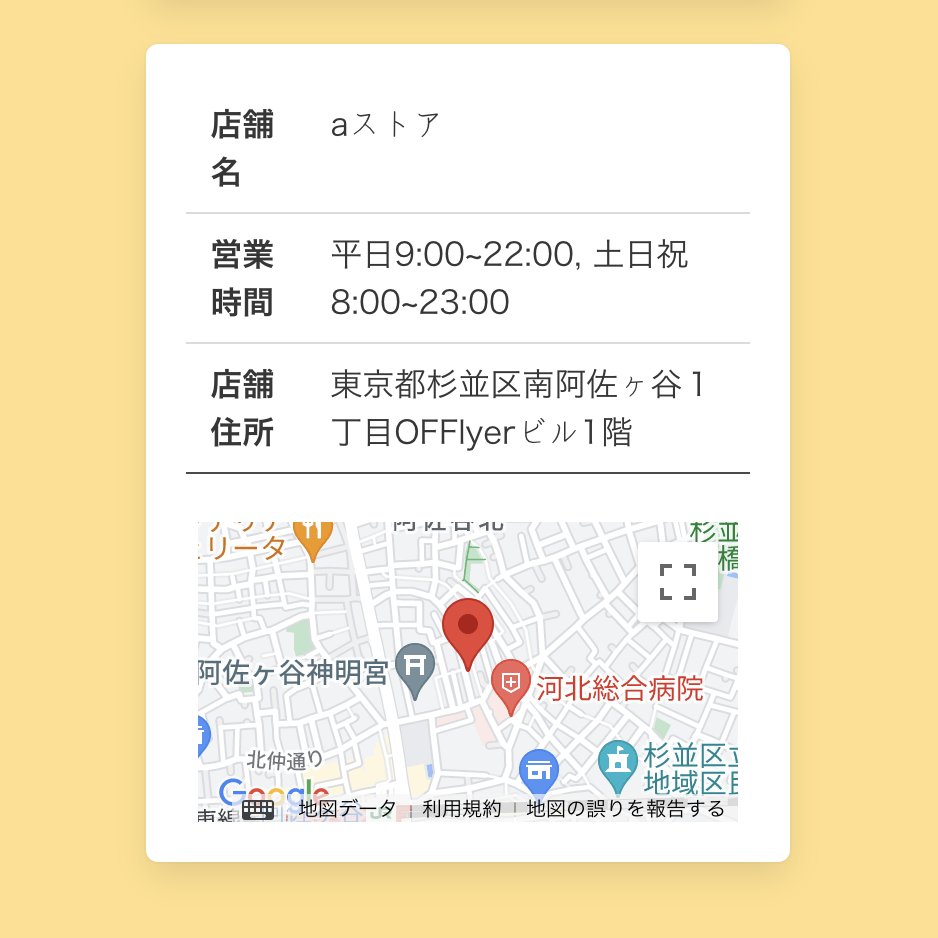 店舗
名
aストア
営業
時間
平日9:00~22:00, 土日祝
8:00~23:00
店舗
住所
東京都杉並区南阿佐ヶ谷１
丁目OFFlyerビル1階
阿佐谷北
リータ
杉並
橋
阿佐ヶ谷神明宮
河北総合病院
北仲通り
杉並区立
地域区民
Google
地図データ
利用規約
地図の誤りを報告する